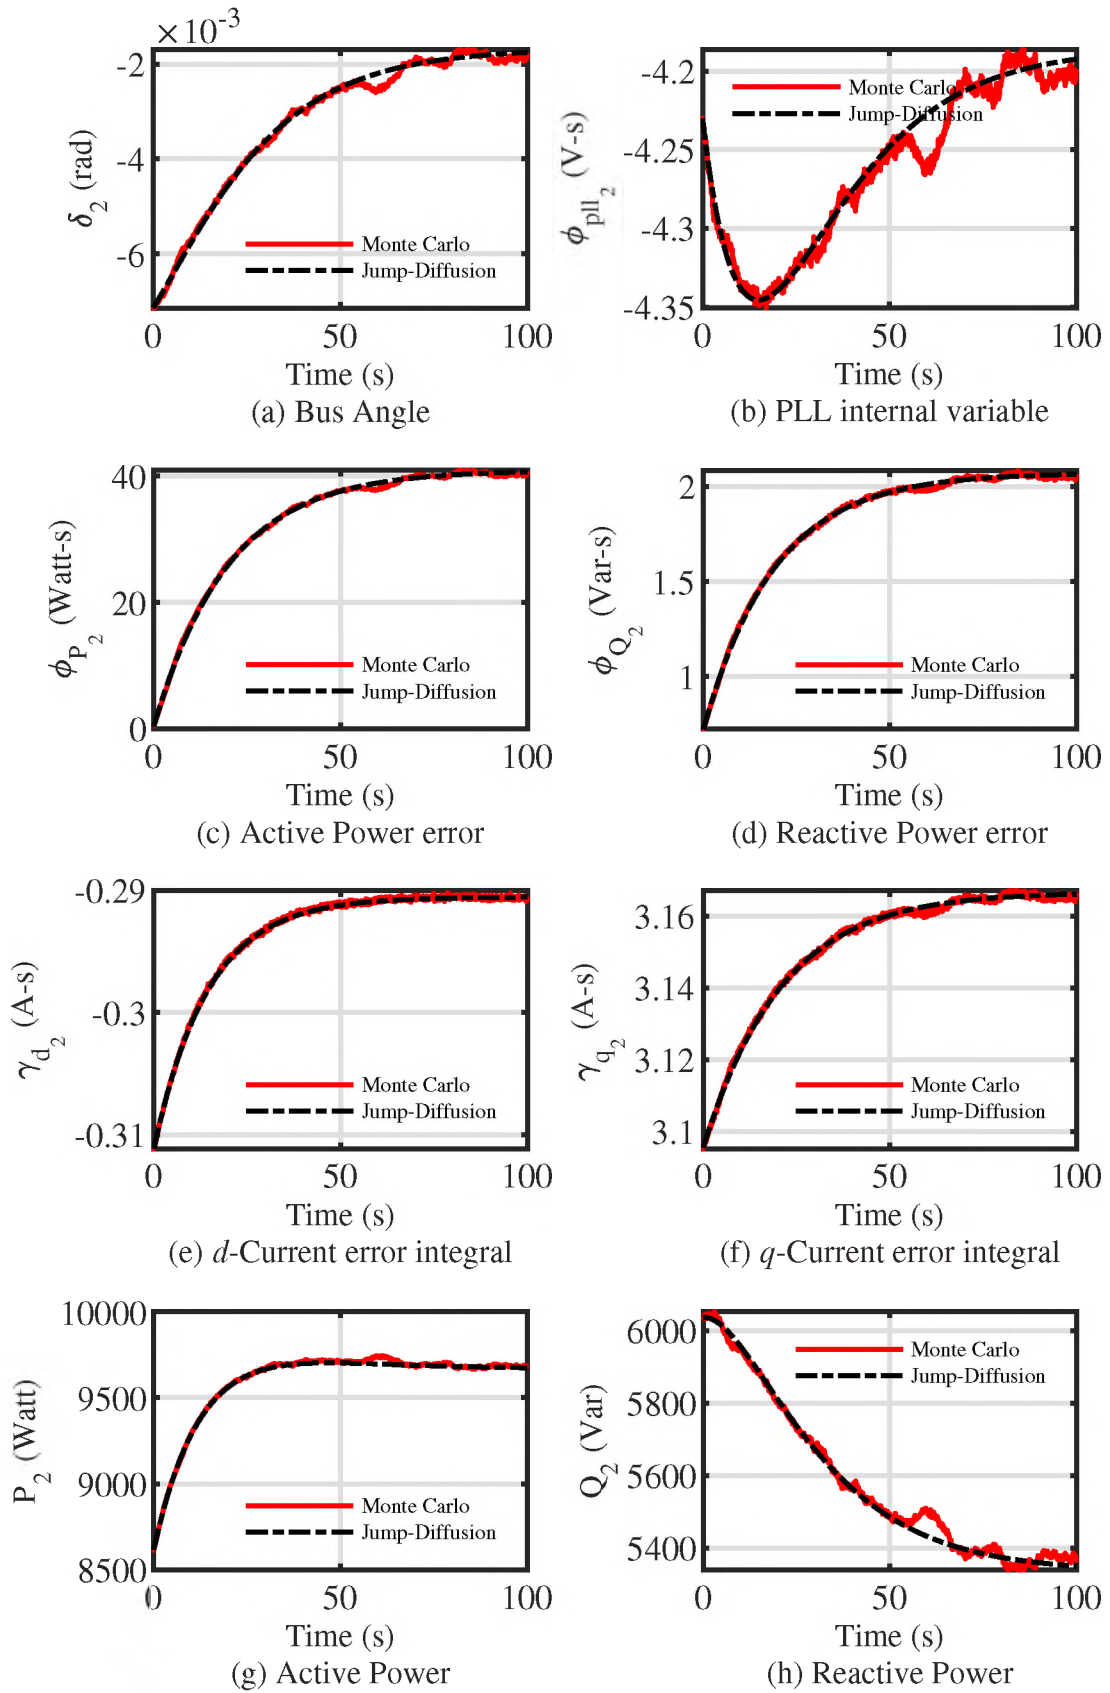 ×10⁻³
-2
-4
-6
δ₂ (rad)
Monte Carlo
Jump-Diffusion
0 50 100
Time (s)
(a) Bus Angle
-4.2
-4.25
-4.3
-4.35
ϕ_pll₂ (V-s)
Monte Carlo
Jump-Diffusion
0 50 100
Time (s)
(b) PLL internal variable
40
20
0
ϕ_P₂ (Watt-s)
Monte Carlo
Jump-Diffusion
0 50 100
Time (s)
(c) Active Power error
2
1.5
1
ϕ_Q₂ (Var-s)
Monte Carlo
Jump-Diffusion
0 50 100
Time (s)
(d) Reactive Power error
-0.29
-0.3
-0.31
γ_d₂ (A-s)
Monte Carlo
Jump-Diffusion
0 50 100
Time (s)
(e) d-Current error integral
3.16
3.14
3.12
3.1
γ_q₂ (A-s)
Monte Carlo
Jump-Diffusion
0 50 100
Time (s)
(f) q-Current error integral
10000
9500
9000
8500
P₂ (Watt)
Monte Carlo
Jump-Diffusion
0 50 100
Time (s)
(g) Active Power
6000
5800
5600
5400
Q₂ (Var)
Monte Carlo
Jump-Diffusion
0 50 100
Time (s)
(h) Reactive Power